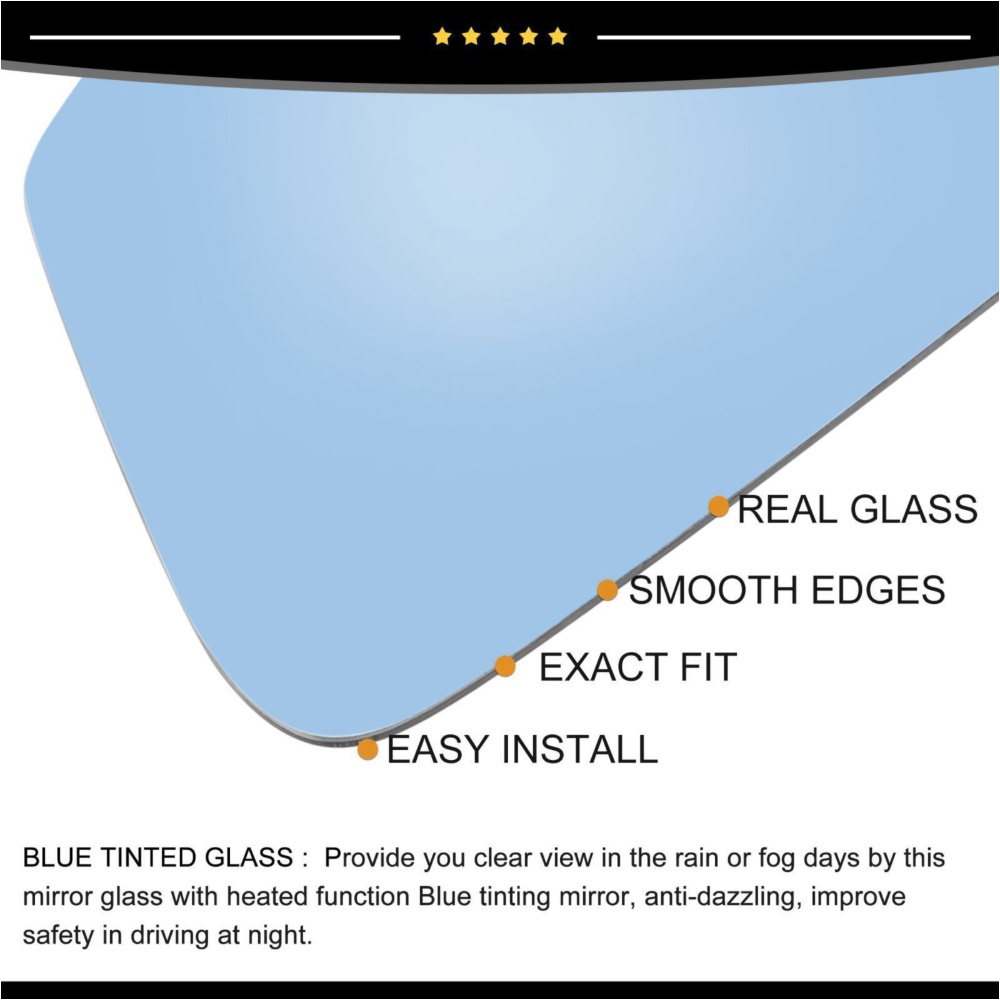 REAL GLASS
SMOOTH EDGES
EXACT FIT
EASY INSTALL
BLUE TINTED GLASS :  Provide you clear view in the rain or fog days by this
mirror glass with heated function Blue tinting mirror, anti-dazzling, improve
safety in driving at night.